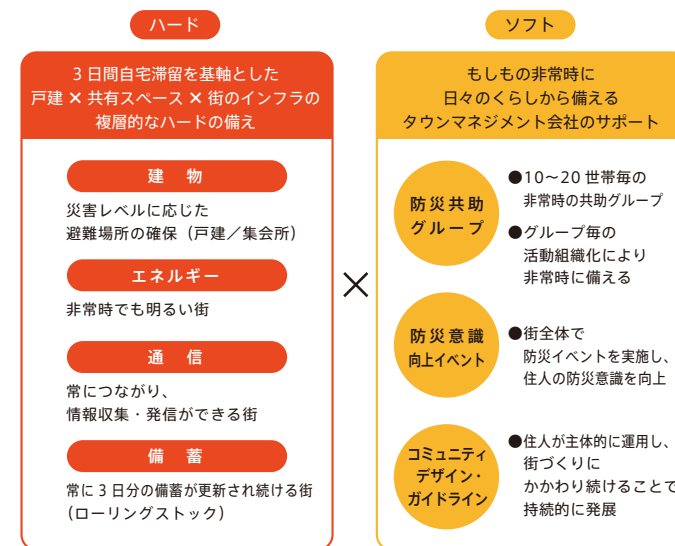 ハード
3日間自宅滞留を基軸とした
戸建×共有スペース×街のインフラの
複層的なハードの備え
建 物
災害レベルに応じた
避難場所の確保（戸建／集会所）
エネルギー
非常時でも明るい街
通 信
常につながり、
情報収集・発信ができる街
備 蓄
常に3日分の備蓄が更新され続ける街
（ローリングストック）
×
ソフト
もしもの非常時に
日々のくらしから備える
タウンマネジメント会社のサポート
防災共助
グループ
●10〜20世帯毎の
非常時の共助グループ
●グループ毎の
活動組織化により
非常時に備える
防災意識
向上イベント
●街全体で
防災イベントを実施し、
住人の防災意識を向上
コミュニティ
デザイン・
ガイドライン
●住人が主体的に運用し、
街づくりに
かかわり続けることで
持続的に発展